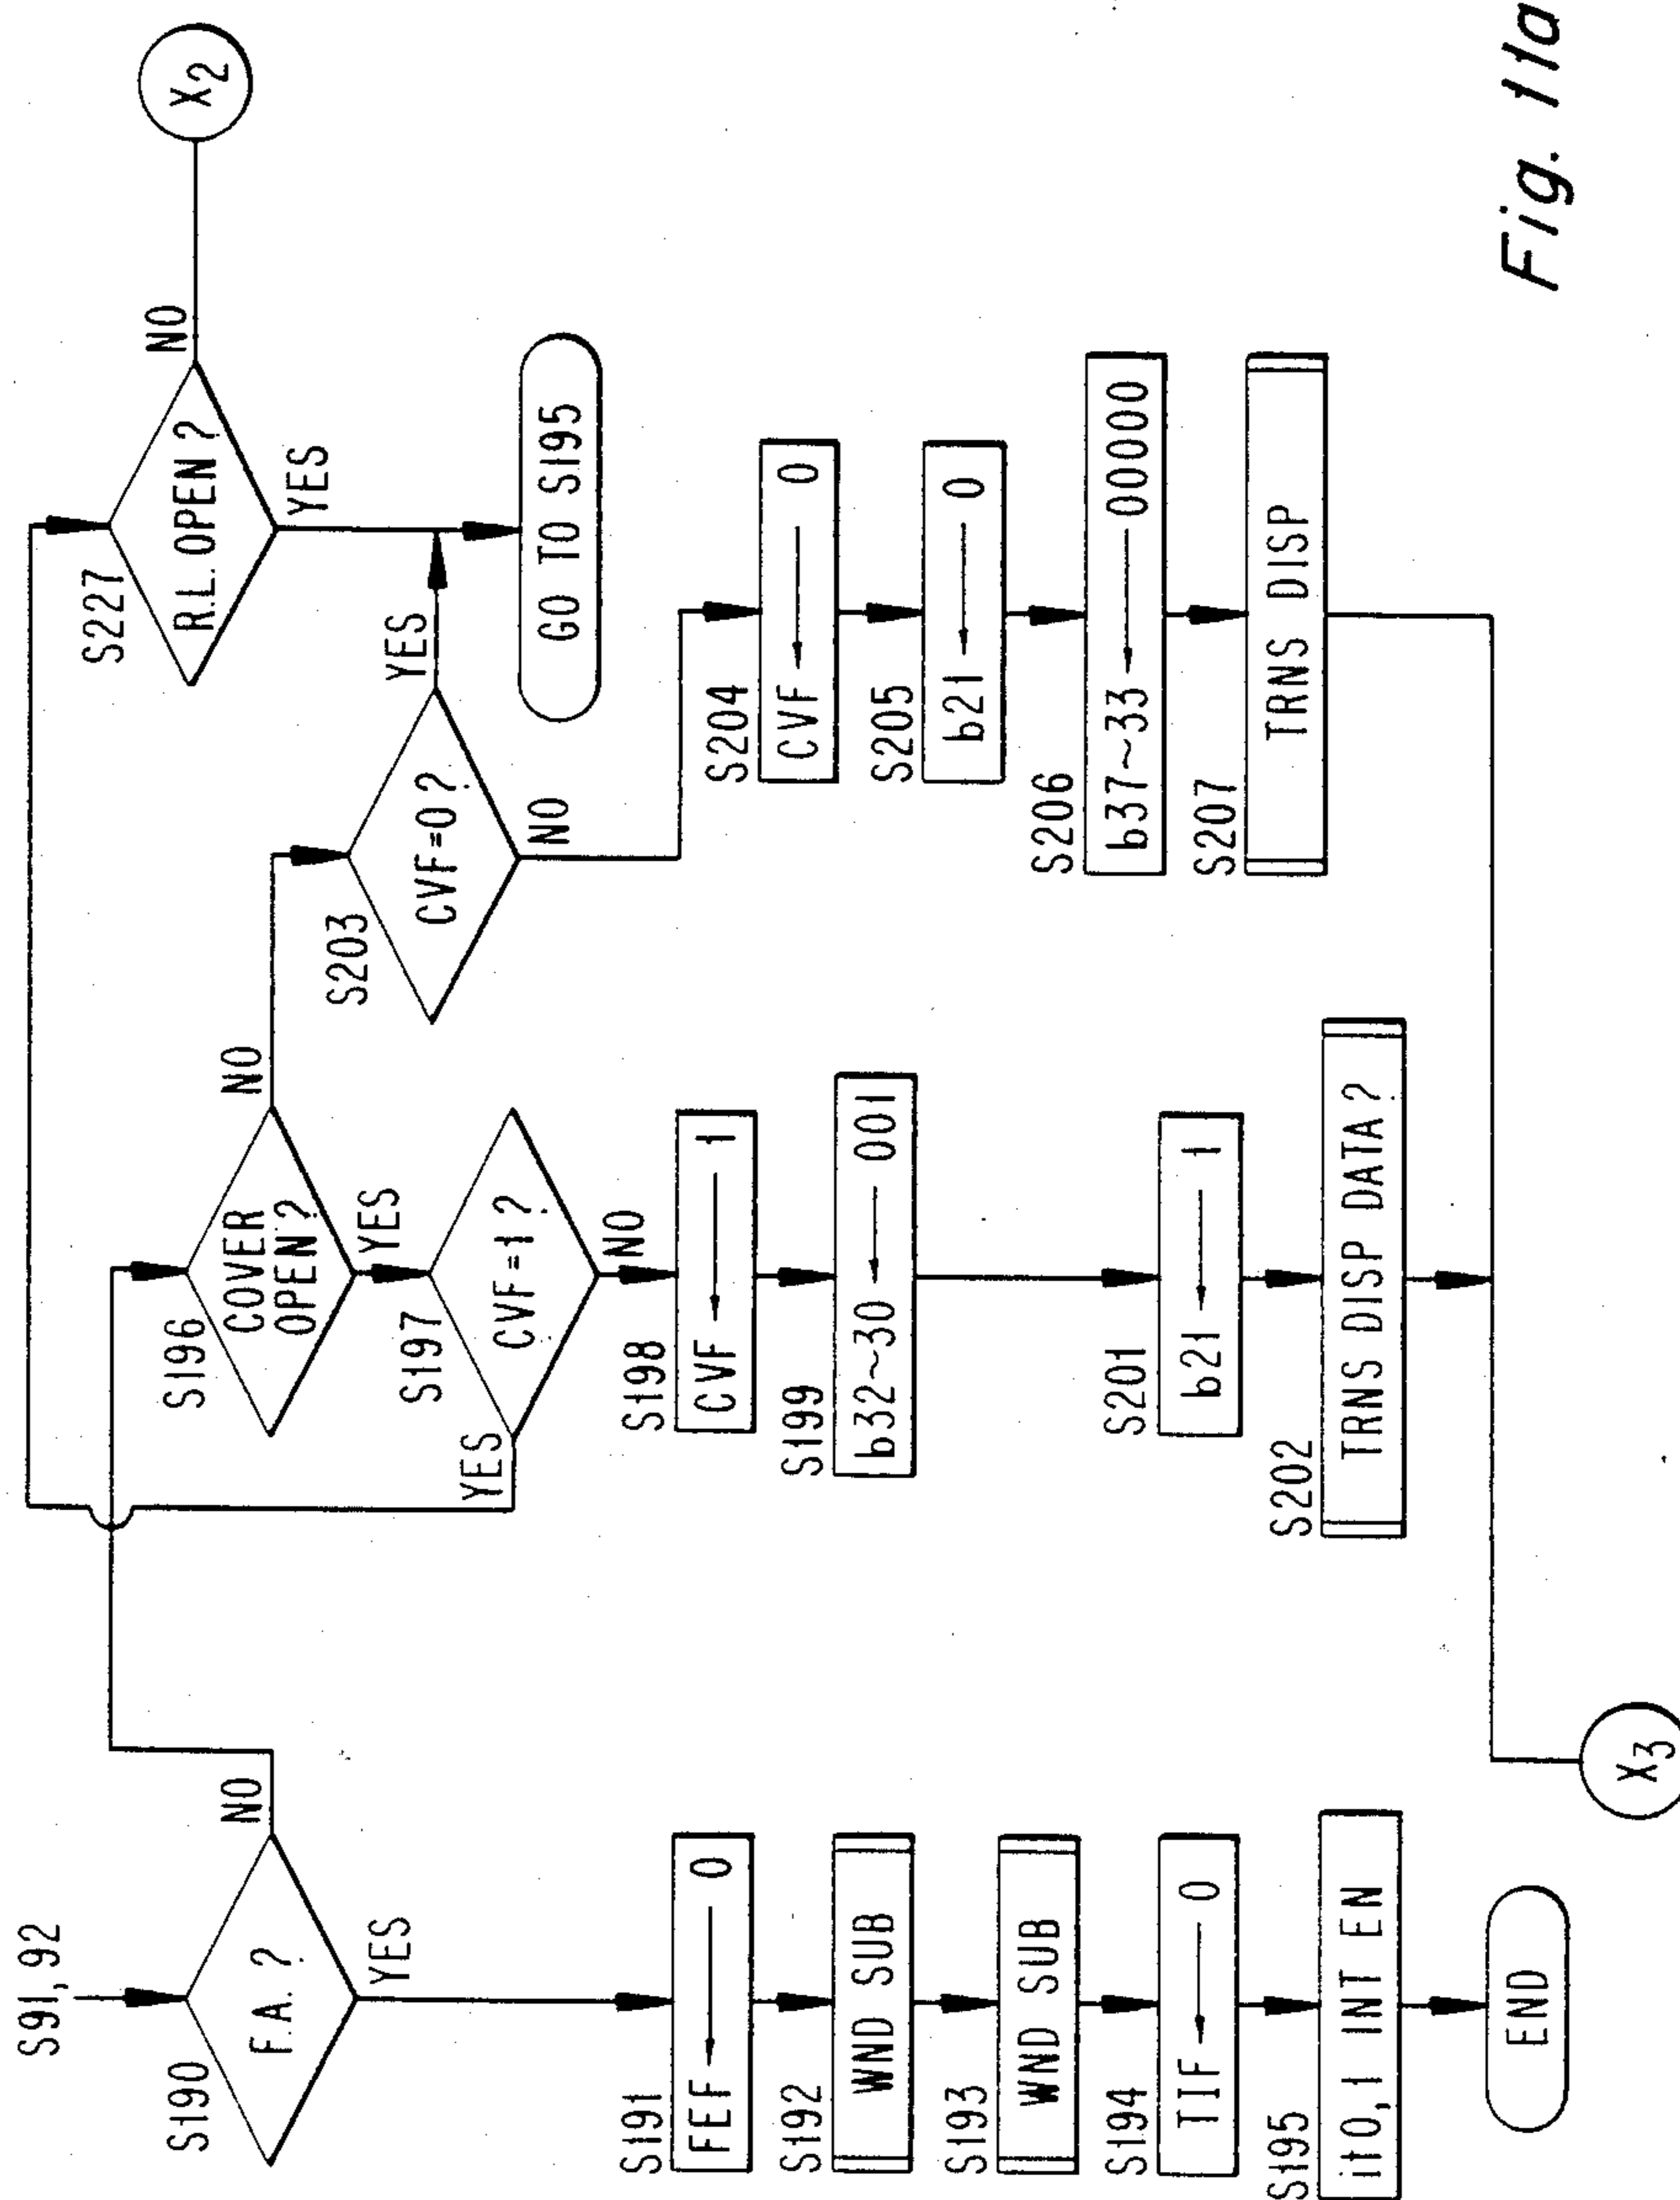 S91, 92
S190
F.A. ?
NO
YES
S191
FEF ← 0
S192
WND SUB
S193
WND SUB
S194
TIF ← 0
S195
it0,1 INT EN
END
S196
COVER
OPEN ?
NO
YES
S197
CVF=1 ?
YES
NO
S198
CVF ← 1
S199
b32~30 ← 001
S201
b21 ← 1
S202
TRNS DISP DATA ?
X3
S203
CVF=0 ?
YES
NO
S204
CVF ← 0
S205
b21 ← 0
S206
b37~33 ← 00000
S207
TRNS DISP
S227
R.L. OPEN ?
NO
YES
GO TO S195
X2
Fig. 11a